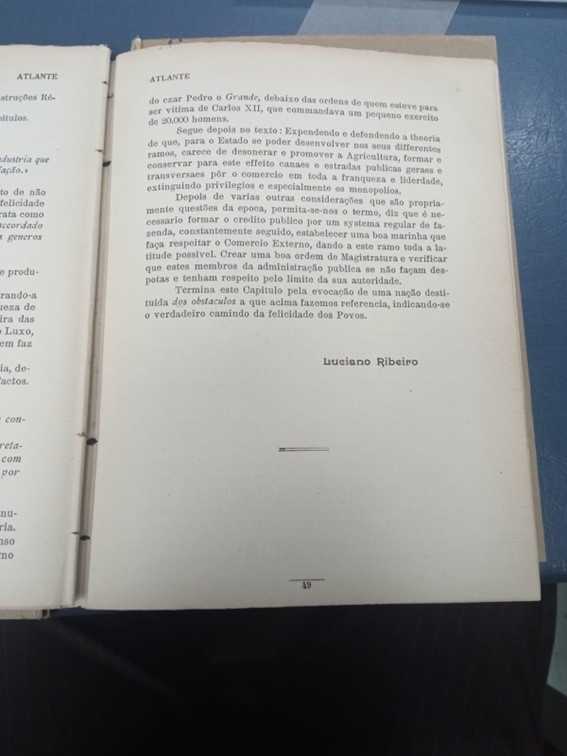 ATLANTE
struções Ré-
pitulos.
ndustria que
fação.»
to de não
felicidade
rata como
accordado
s generos
e produ-
rando-a
ueza de
ira das
o Luxo,
em faz
ia, de-
factos.
con-
reta-
com
por
nu-
ria.
nso
no
ATLANTE
do czar Pedro o Grande, debaixo das ordens de quem esteve para
ser vitima de Carlos XII, que commandava um pequeno exercito
de 20.000 homens.
Segue depois no texto: Expendendo e defendendo a theoria
de que, para o Estado se poder desenvolver nos seus differentes
ramos, carece de desonerar e promover a Agricultura, formar e
conservar para este effeito canaes e estradas publicas geraes e
transversaes pôr o comercio em toda a franqueza e liderdade,
extinguindo privilegios e especialmente os monopolios.
Depois de varias outras considerações que são propria-
mente questões da epoca, permita-se-nos o termo, diz que é ne-
cessario formar o credito publico por um systema regular de fa-
zenda, constantemente seguido, estabelecer uma boa marinha que
faça respeitar o Comercio Externo, dando a este ramo toda a la-
titude possivel. Crear uma boa ordem de Magistratura e verificar
que estes membros da administração publica se não façam des-
potas e tenham respeito pelo limite da sua autoridade.
Termina este Capitulo pela evocação de uma nação desti-
tuida dos obstaculos a que acima fazemos referencia, indicando-se
o verdadeiro camindo da felicidade dos Povos.
Luciano Ribeiro
49